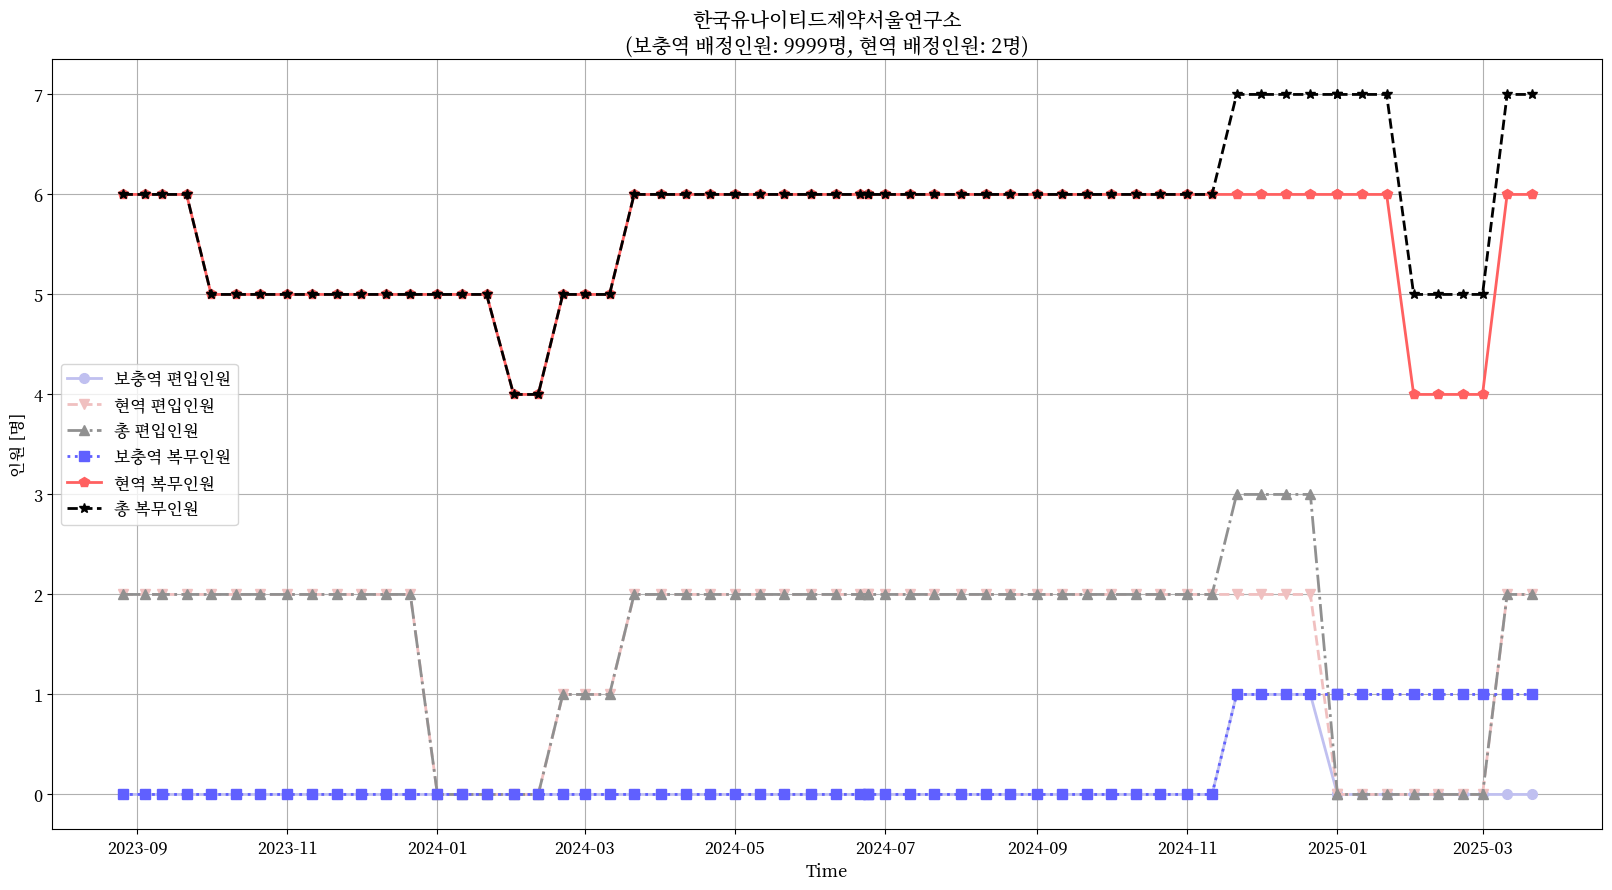 한국유나이티드제약서울연구소
(보충역 배정인원: 9999명, 현역 배정인원: 2명)
7
6
5
4
3
2
1
0
인원 [명]
보충역 편입인원
현역 편입인원
총 편입인원
보충역 복무인원
현역 복무인원
총 복무인원
2023-09
2023-11
2024-01
2024-03
2024-05
2024-07
2024-09
2024-11
2025-01
2025-03
Time